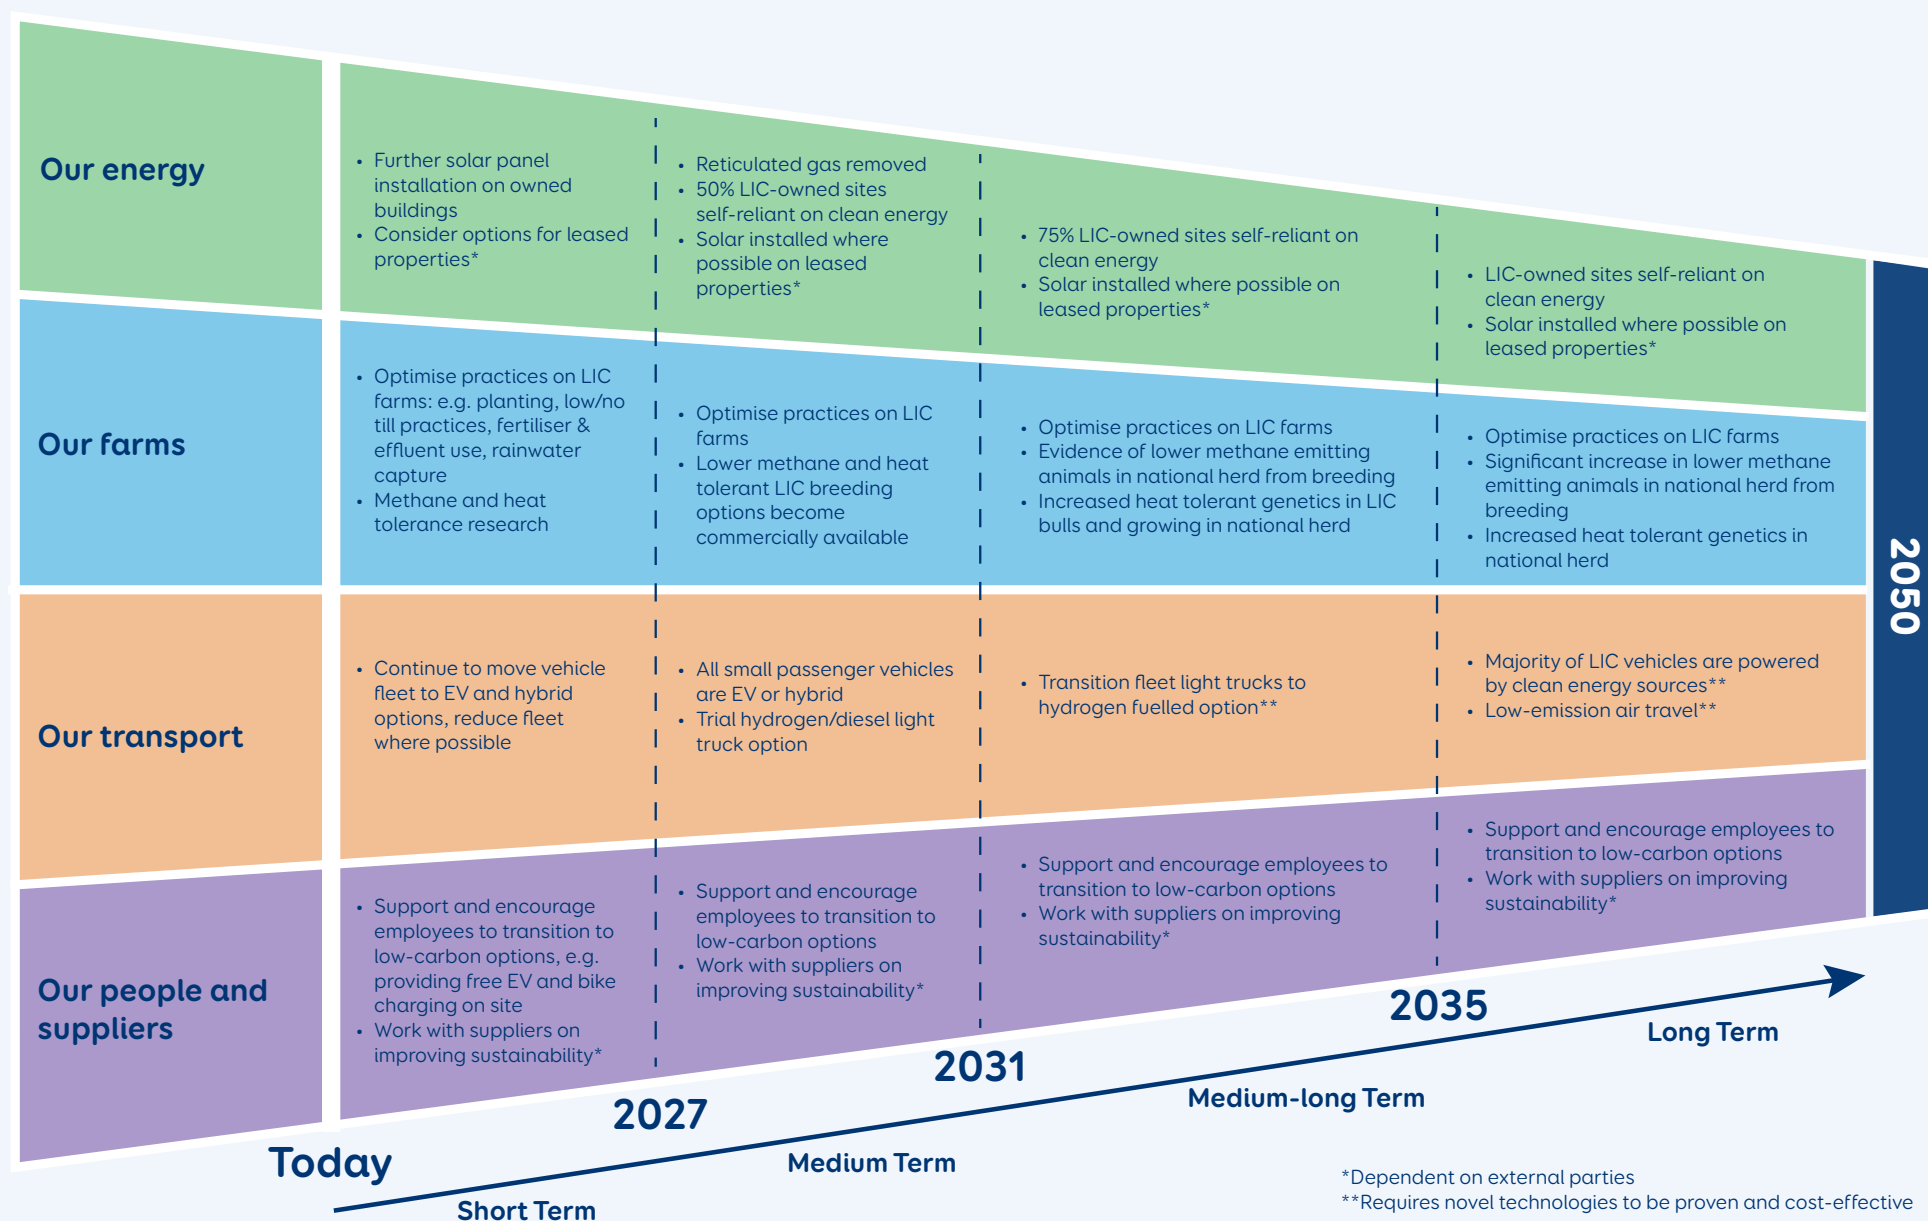 Our energy
• Further solar panel
installation on owned
buildings
• Consider options for leased
properties*
• Reticulated gas removed
• 50% LIC-owned sites
self-reliant on clean energy
• Solar installed where
possible on leased
properties*
• 75% LIC-owned sites self-reliant on
clean energy
• Solar installed where possible on
leased properties*
• LIC-owned sites self-reliant on
clean energy
• Solar installed where possible on
leased properties*
Our farms
• Optimise practices on LIC
farms: e.g. planting, low/no
till practices, fertiliser &
effluent use, rainwater
capture
• Methane and heat
tolerance research
• Optimise practices on LIC
farms
• Lower methane and heat
tolerant LIC breeding
options become
commercially available
• Optimise practices on LIC farms
• Evidence of lower methane emitting
animals in national herd from breeding
• Increased heat tolerant genetics in LIC
bulls and growing in national herd
• Optimise practices on LIC farms
• Significant increase in lower methane
emitting animals in national herd from
breeding
• Increased heat tolerant genetics in
national herd
Our transport
• Continue to move vehicle
fleet to EV and hybrid
options, reduce fleet
where possible
• All small passenger vehicles
are EV or hybrid
• Trial hydrogen/diesel light
truck option
• Transition fleet light trucks to
hydrogen fuelled option**
• Majority of LIC vehicles are powered
by clean energy sources**
• Low-emission air travel**
Our people and
suppliers
• Support and encourage
employees to transition to
low-carbon options, e.g.
providing free EV and bike
charging on site
• Work with suppliers on
improving sustainability*
• Support and encourage
employees to transition to
low-carbon options
• Work with suppliers on
improving sustainability*
• Support and encourage employees to
transition to low-carbon options
• Work with suppliers on improving
sustainability*
• Support and encourage employees to
transition to low-carbon options
• Work with suppliers on improving
sustainability*
2050
Today
2027
2031
2035
Short Term
Medium Term
Medium-long Term
Long Term
*Dependent on external parties
**Requires novel technologies to be proven and cost-effective